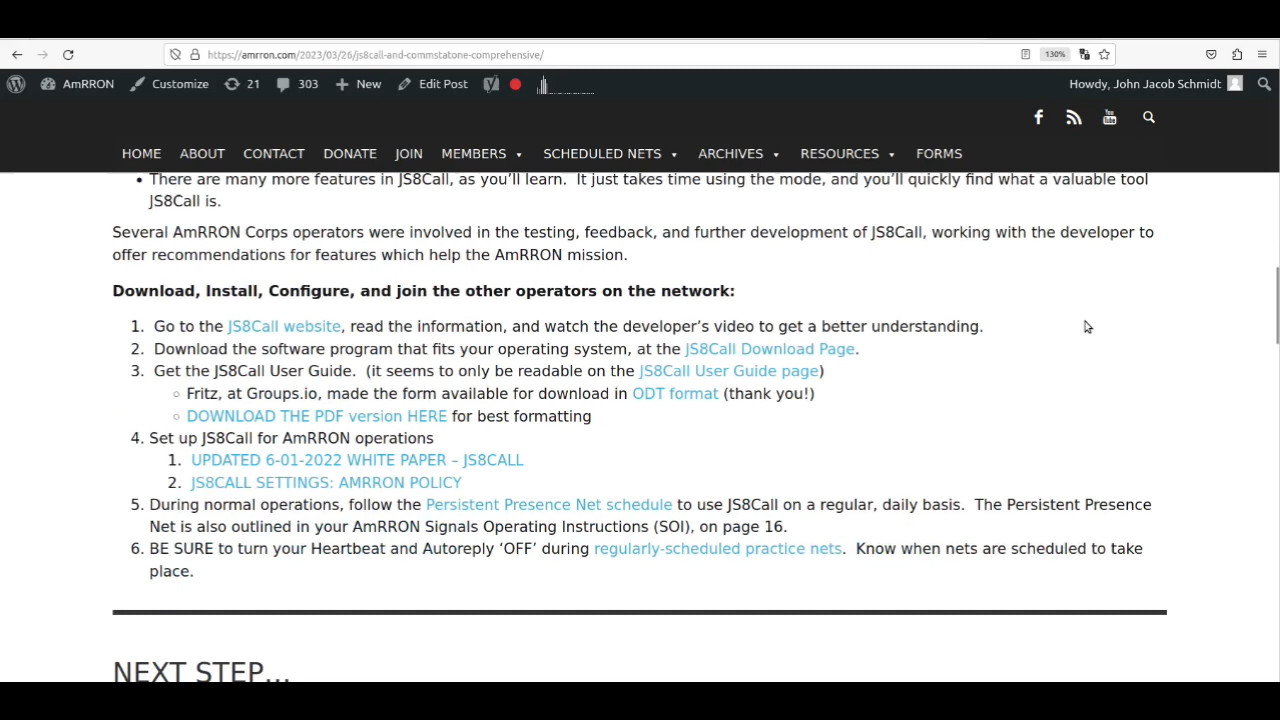 https://amrron.com/2023/03/26/js8call-and-commstatone-comprehensive/
130%
AmRRON Customize 21 303 New Edit Post Howdy, John Jacob Schmidt
HOME ABOUT CONTACT DONATE JOIN MEMBERS SCHEDULED NETS ARCHIVES RESOURCES FORMS
• There are many more features in JS8Call, as you’ll learn. It just takes time using the mode, and you’ll quickly find what a valuable tool
JS8Call is.
Several AmRRON Corps operators were involved in the testing, feedback, and further development of JS8Call, working with the developer to
offer recommendations for features which help the AmRRON mission.
Download, Install, Configure, and join the other operators on the network:
1. Go to the JS8Call website, read the information, and watch the developer’s video to get a better understanding.
2. Download the software program that fits your operating system, at the JS8Call Download Page.
3. Get the JS8Call User Guide. (it seems to only be readable on the JS8Call User Guide page)
○ Fritz, at Groups.io, made the form available for download in ODT format (thank you!)
○ DOWNLOAD THE PDF version HERE for best formatting
4. Set up JS8Call for AmRRON operations
1. UPDATED 6-01-2022 WHITE PAPER – JS8CALL
2. JS8CALL SETTINGS: AMRRON POLICY
5. During normal operations, follow the Persistent Presence Net schedule to use JS8Call on a regular, daily basis. The Persistent Presence
Net is also outlined in your AmRRON Signals Operating Instructions (SOI), on page 16.
6. BE SURE to turn your Heartbeat and Autoreply ‘OFF’ during regularly-scheduled practice nets. Know when nets are scheduled to take
place.
NEXT STEP…